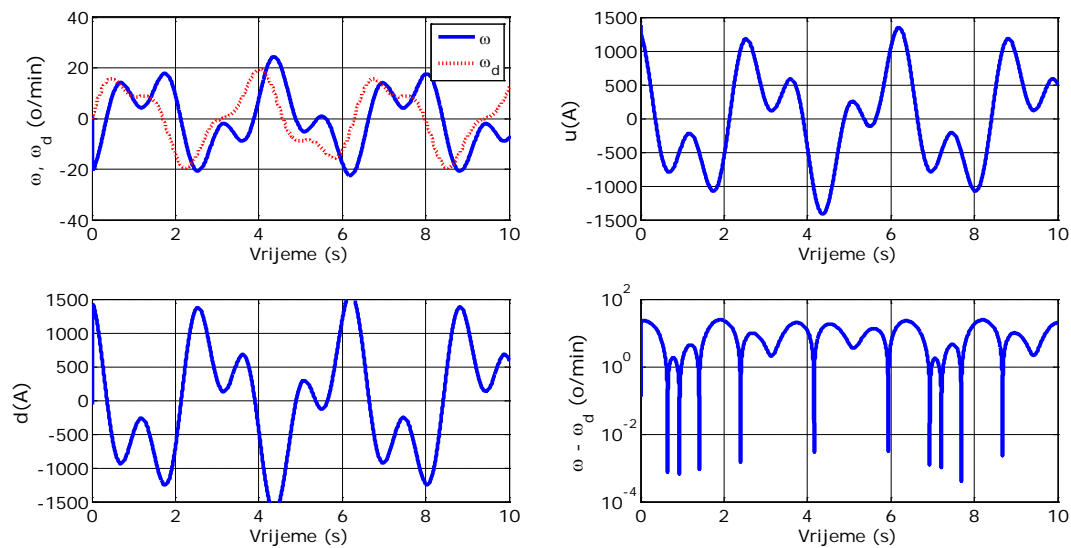 40
20
0
-20
-40
0 2 4 6 8 10
ω, ω_d (o/min)
Vrijeme (s)
ω
ω_d
1500
1000
500
0
-500
-1000
-1500
0 2 4 6 8 10
u(A)
Vrijeme (s)
1500
1000
500
0
-500
-1000
-1500
0 2 4 6 8 10
d(A)
Vrijeme (s)
10^2
10^0
10^-2
10^-4
0 2 4 6 8 10
ω - ω_d (o/min)
Vrijeme (s)